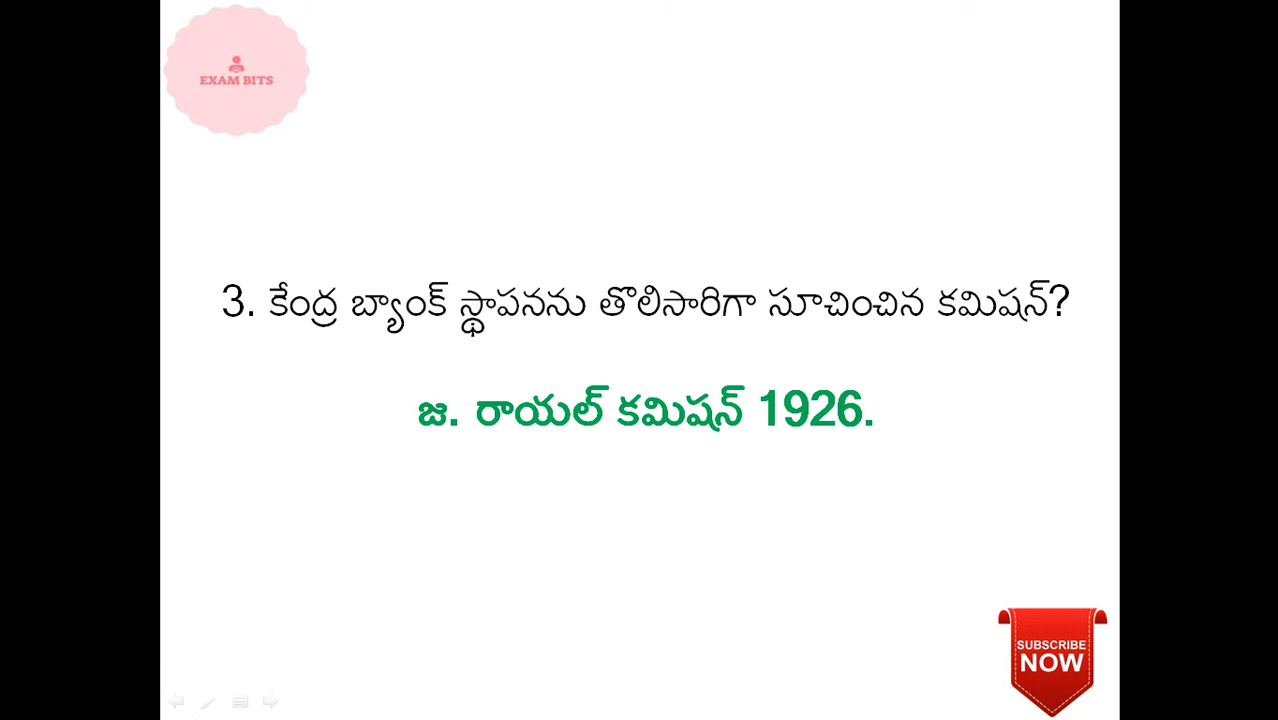 EXAM BITS
3. కేంద్ర బ్యాంక్ స్థాపనను తొలిసారిగా సూచించిన కమిషన్?
జ. రాయల్ కమిషన్ 1926.
SUBSCRIBE
NOW